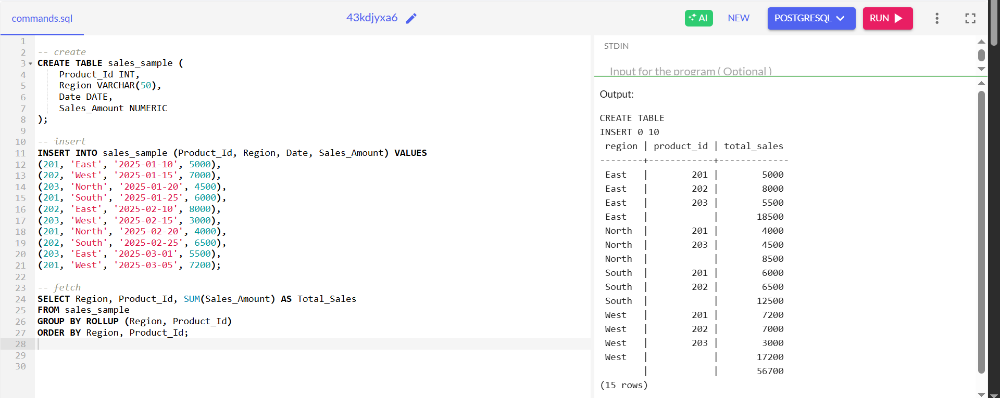 commands.sql
43kdjyxa6
AI
NEW
POSTGRESQL
RUN
1
2 -- create
3 CREATE TABLE sales_sample (
4     Product_Id INT,
5     Region VARCHAR(50),
6     Date DATE,
7     Sales_Amount NUMERIC
8 );
9
10 -- insert
11 INSERT INTO sales_sample (Product_Id, Region, Date, Sales_Amount) VALUES
12 (201, 'East', '2025-01-10', 5000),
13 (202, 'West', '2025-01-15', 7000),
14 (203, 'North', '2025-01-20', 4500),
15 (201, 'South', '2025-01-25', 6000),
16 (202, 'East', '2025-02-10', 8000),
17 (203, 'West', '2025-02-15', 3000),
18 (201, 'North', '2025-02-20', 4000),
19 (202, 'South', '2025-02-25', 6500),
20 (203, 'East', '2025-03-01', 5500),
21 (201, 'West', '2025-03-05', 7200);
22
23 -- fetch
24 SELECT Region, Product_Id, SUM(Sales_Amount) AS Total_Sales
25 FROM sales_sample
26 GROUP BY ROLLUP (Region, Product_Id)
27 ORDER BY Region, Product_Id;
28
29
30
STDIN
Input for the program ( Optional )
Output:
CREATE TABLE
INSERT 0 10
 region | product_id | total_sales
--------+------------+-------------
 East   |        201 |        5000
 East   |        202 |        8000
 East   |        203 |        5500
 East   |            |       18500
 North  |        201 |        4000
 North  |        203 |        4500
 North  |            |        8500
 South  |        201 |        6000
 South  |        202 |        6500
 South  |            |       12500
 West   |        201 |        7200
 West   |        202 |        7000
 West   |        203 |        3000
 West   |            |       17200
        |            |       56700
(15 rows)